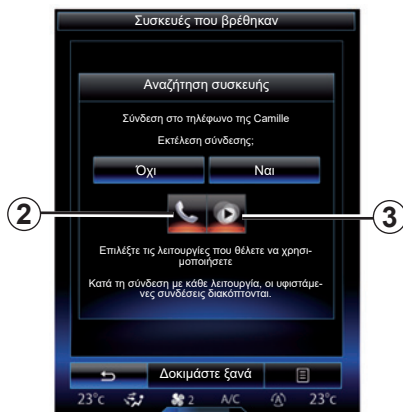 Συσκευές που βρέθηκαν
Αναζήτηση συσκευής
Σύνδεση στο τηλέφωνο της Camille
Εκτέλεση σύνδεσης;
Όχι
Ναι
2
3
Επιλέξτε τις λειτουργίες που θέλετε να χρησι-
μοποιήσετε
Κατά τη σύνδεση με κάθε λειτουργία, οι υφιστάμε-
νες συνδέσεις διακόπτονται.
Δοκιμάστε ξανά
23°c 2 A/C A 23°c